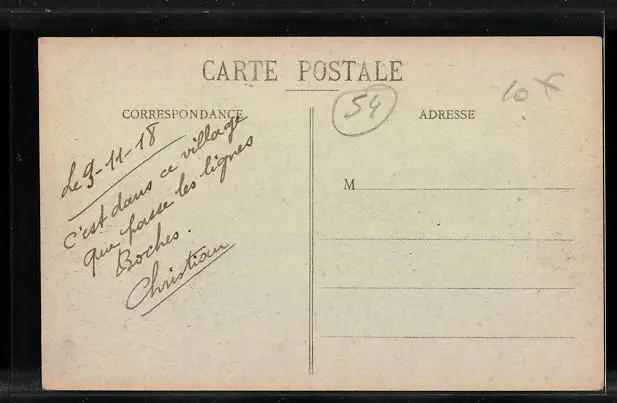 CARTE POSTALE
54
10 F
CORRESPONDANCE
ADRESSE
Le 9-11-18
c'est dans ce village
que passe les lignes
Boches.
Christian
M